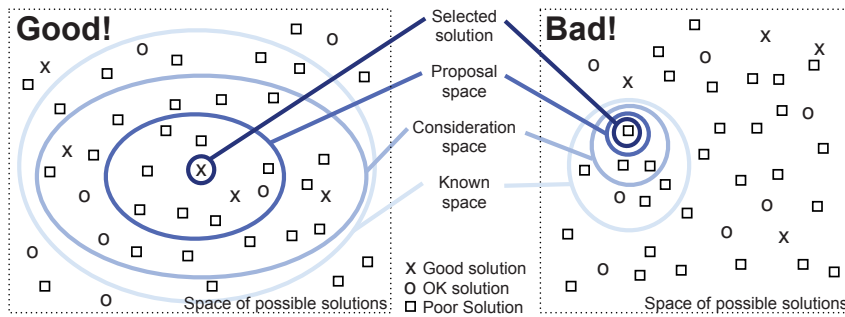 Good!
Selected
solution
Bad!
Proposal
space
Consideration
space
Known
space
X Good solution
O OK solution
Poor Solution
Space of possible solutions
Space of possible solutions